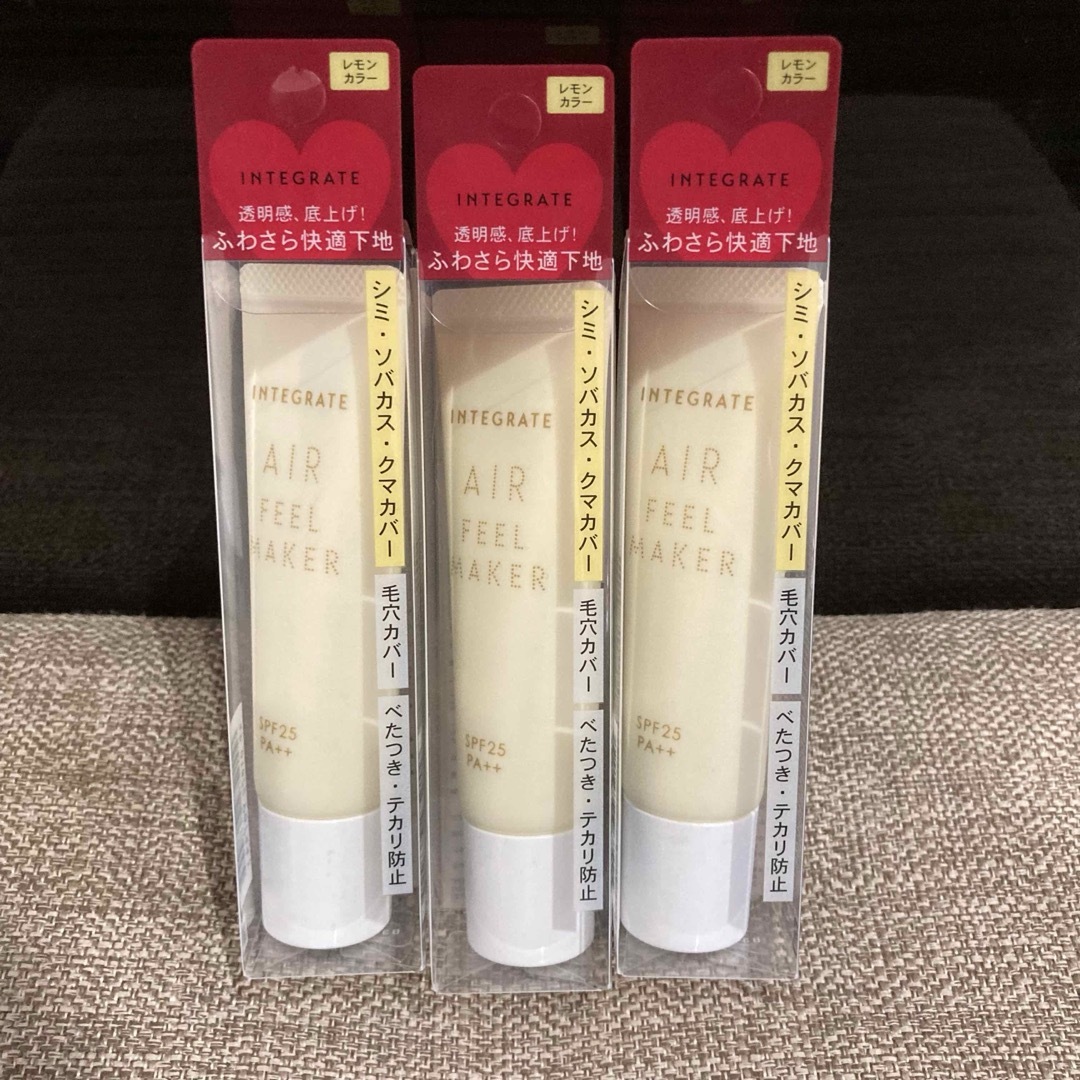 レモン
カラー
INTEGRATE
透明感、底上げ!
ふわさら快適下地
シミ・ソバカス・クマカバー
毛穴カバー
べたつき・テカリ防止
INTEGRATE
AIR
FEEL
MAKER
SPF25
PA++
レモン
カラー
INTEGRATE
透明感、底上げ!
ふわさら快適下地
シミ・ソバカス・クマカバー
毛穴カバー
べたつき・テカリ防止
INTEGRATE
AIR
FEEL
MAKER
SPF25
PA++
レモン
カラー
INTEGRATE
透明感、底上げ!
ふわさら快適下地
シミ・ソバカス・クマカバー
毛穴カバー
べたつき・テカリ防止
INTEGRATE
AIR
FEEL
MAKER
SPF25
PA++